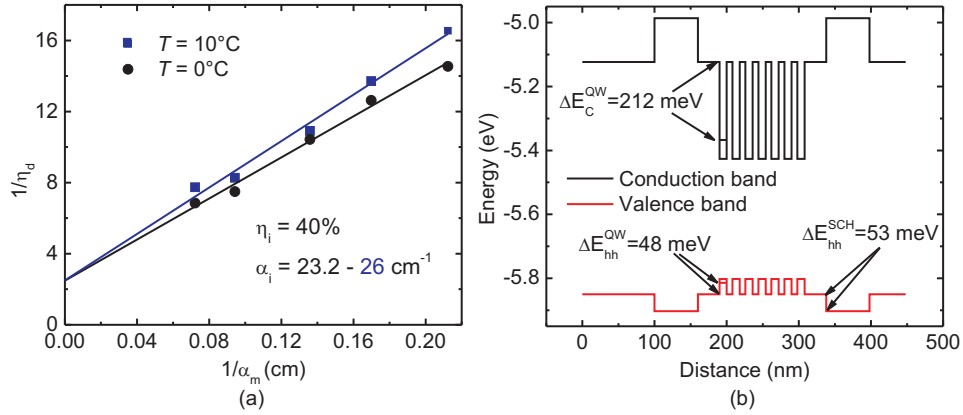 16
12
8
4
0
1/η_d
T = 10°C
T = 0°C
η_i = 40%
α_i = 23.2 - 26 cm⁻¹
0.00 0.04 0.08 0.12 0.16 0.20
1/α_m (cm)
(a)
-5.0
-5.2
-5.4
-5.6
-5.8
Energy (eV)
ΔE_C^QW=212 meV
Conduction band
Valence band
ΔE_hh^QW=48 meV
ΔE_hh^SCH=53 meV
0 100 200 300 400 500
Distance (nm)
(b)